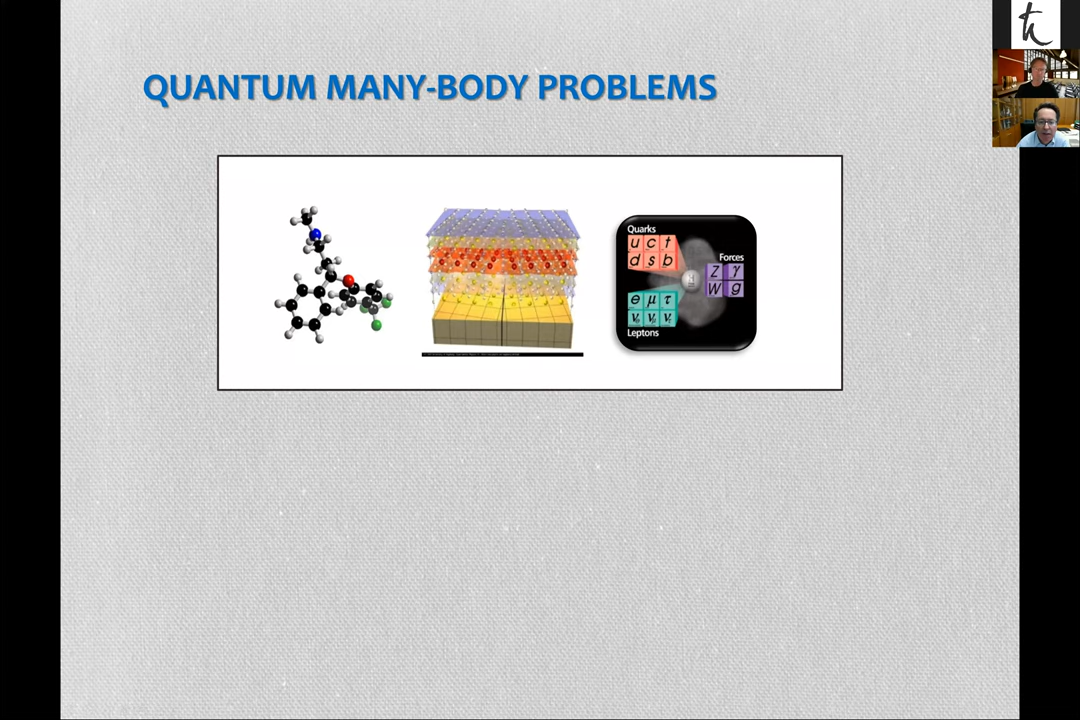 QUANTUM MANY-BODY PROBLEMS
Quarks
u c t
d s b
Forces
Z γ
W g
e μ τ
Leptons